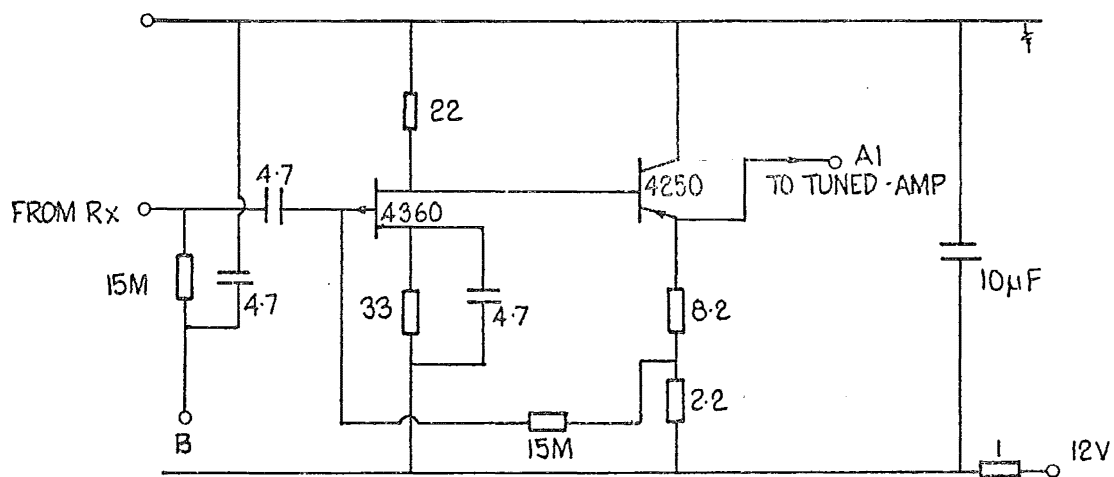 22
4.7
4250
A1
TO TUNED-AMP
FROM Rx
4360
15M
4.7
33
4.7
8.2
10μF
2.2
B
15M
1
12V